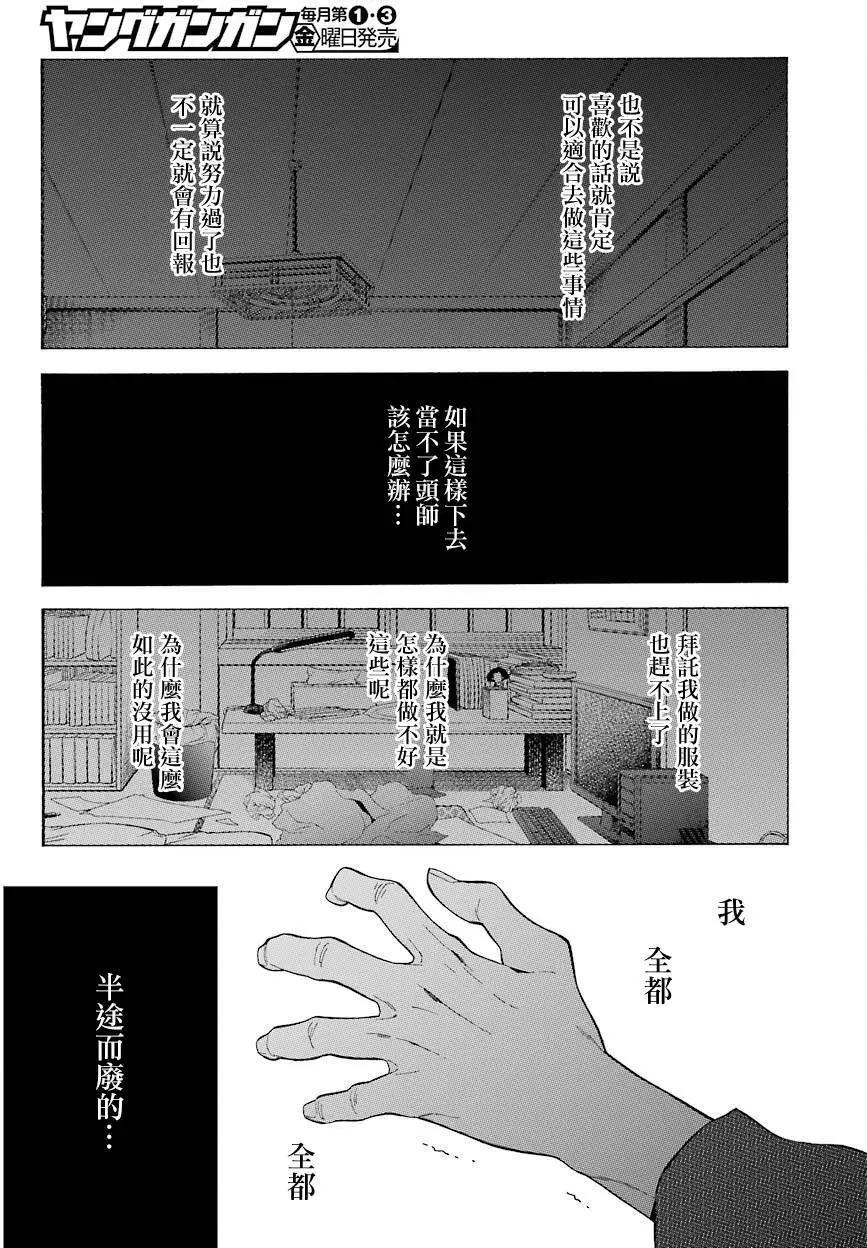 ヤングガンガン
毎月第1・3
金曜日発売
也不是説
喜歡的話就肯定
可以適合去做這些事情
就算説努力過了也
不一定就會有回報
如果這樣下去
當不了頭師
該怎麼辦…
拜託我做的服裝
也趕不上了
為什麼我就是
怎樣都做不好
這些呢
為什麼我會這麼
如此的沒用呢
我
全都
全都
半途而廢的…